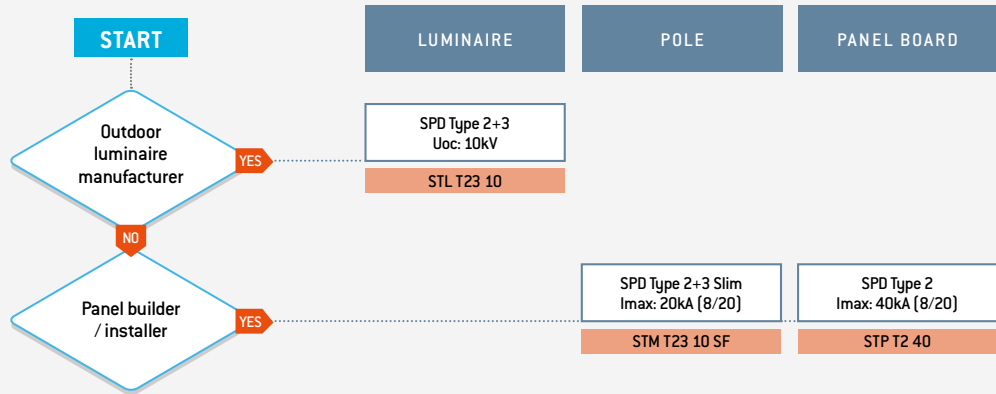 START
LUMINAIRE
POLE
PANEL BOARD
Outdoor
luminaire
manufacturer
YES
SPD Type 2+3
Uoc: 10kV
STL T23 10
NO
Panel builder
/ installer
YES
SPD Type 2+3 Slim
Imax: 20kA (8/20)
STM T23 10 SF
SPD Type 2
Imax: 40kA (8/20)
STP T2 40